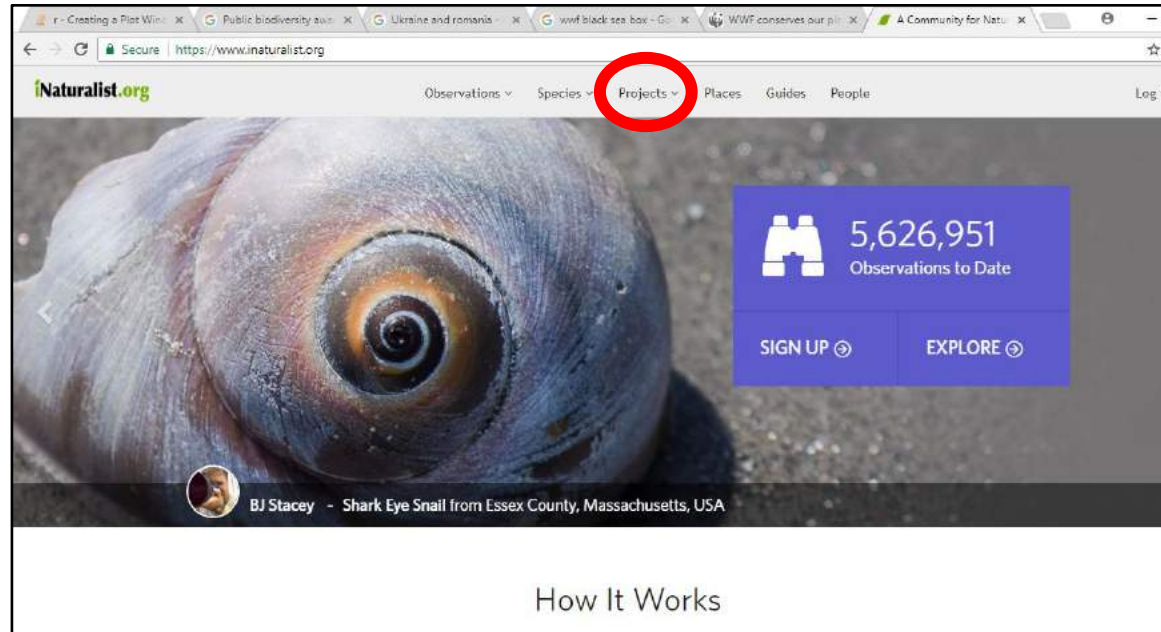 r - Creating a Plot Wind
Public biodiversity awa
Ukraine and romania -
wwf black sea box - Go
WWF conserves our pl
A Community for Natu
Secure https://www.inaturalist.org
iNaturalist.org Observations Species Projects Places Guides People Log
5,626,951
Observations to Date
SIGN UP EXPLORE
BJ Stacey - Shark Eye Snail from Essex County, Massachusetts, USA
How It Works